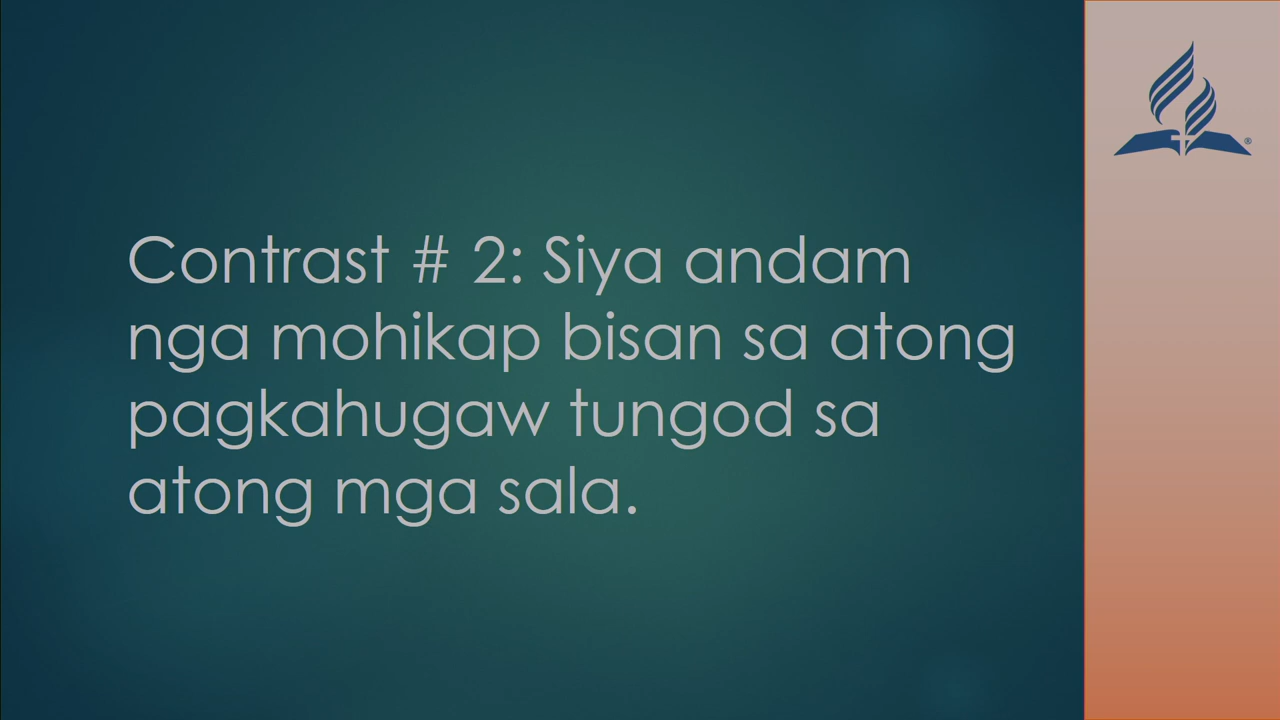 Contrast # 2: Siya andam
nga mohikap bisan sa atong
pagkahugaw tungod sa
atong mga sala.
®